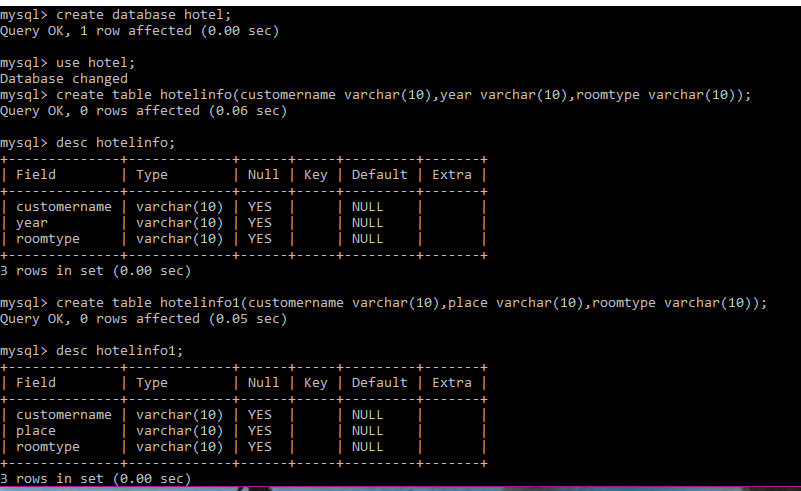 mysql> create database hotel;
Query OK, 1 row affected (0.00 sec)
mysql> use hotel;
Database changed
mysql> create table hotelinfo(customername varchar(10),year varchar(10),roomtype varchar(10));
Query OK, 0 rows affected (0.06 sec)
mysql> desc hotelinfo;
+--------------+-------------+------+-----+---------+-------+
| Field        | Type        | Null | Key | Default | Extra |
+--------------+-------------+------+-----+---------+-------+
| customername | varchar(10) | YES  |     | NULL    |       |
| year         | varchar(10) | YES  |     | NULL    |       |
| roomtype     | varchar(10) | YES  |     | NULL    |       |
+--------------+-------------+------+-----+---------+-------+
3 rows in set (0.00 sec)
mysql> create table hotelinfo1(customername varchar(10),place varchar(10),roomtype varchar(10));
Query OK, 0 rows affected (0.05 sec)
mysql> desc hotelinfo1;
+--------------+-------------+------+-----+---------+-------+
| Field        | Type        | Null | Key | Default | Extra |
+--------------+-------------+------+-----+---------+-------+
| customername | varchar(10) | YES  |     | NULL    |       |
| place        | varchar(10) | YES  |     | NULL    |       |
| roomtype     | varchar(10) | YES  |     | NULL    |       |
+--------------+-------------+------+-----+---------+-------+
3 rows in set (0.00 sec)